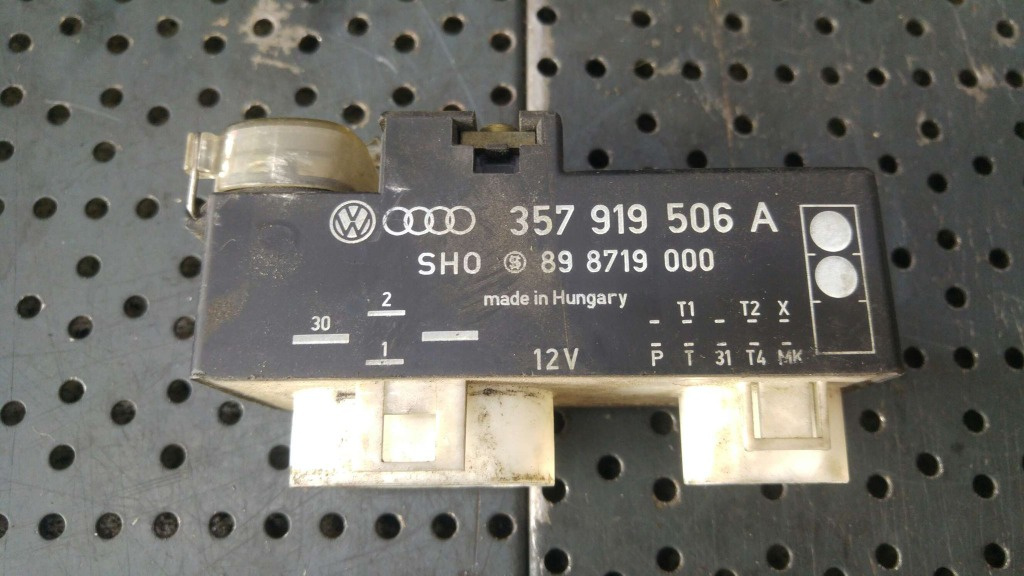 357 919 506 A
SHO 89 8719 000
made in Hungary
2
30
1
12V
T1 T2 X
P T 31 T4 MK